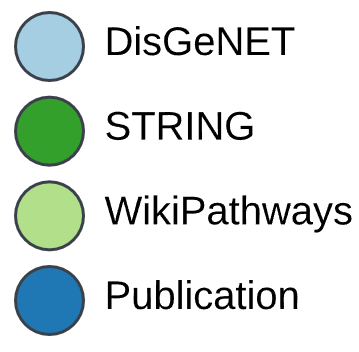 DisGeNET
STRING
WikiPathways
Publication